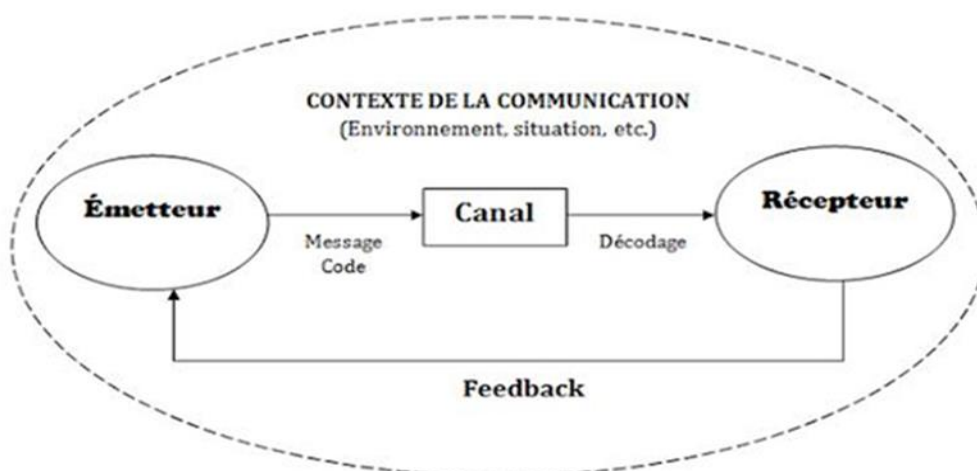 CONTEXTE DE LA COMMUNICATION
(Environnement, situation, etc.)
Émetteur
Message
Code
Canal
Décodage
Récepteur
Feedback